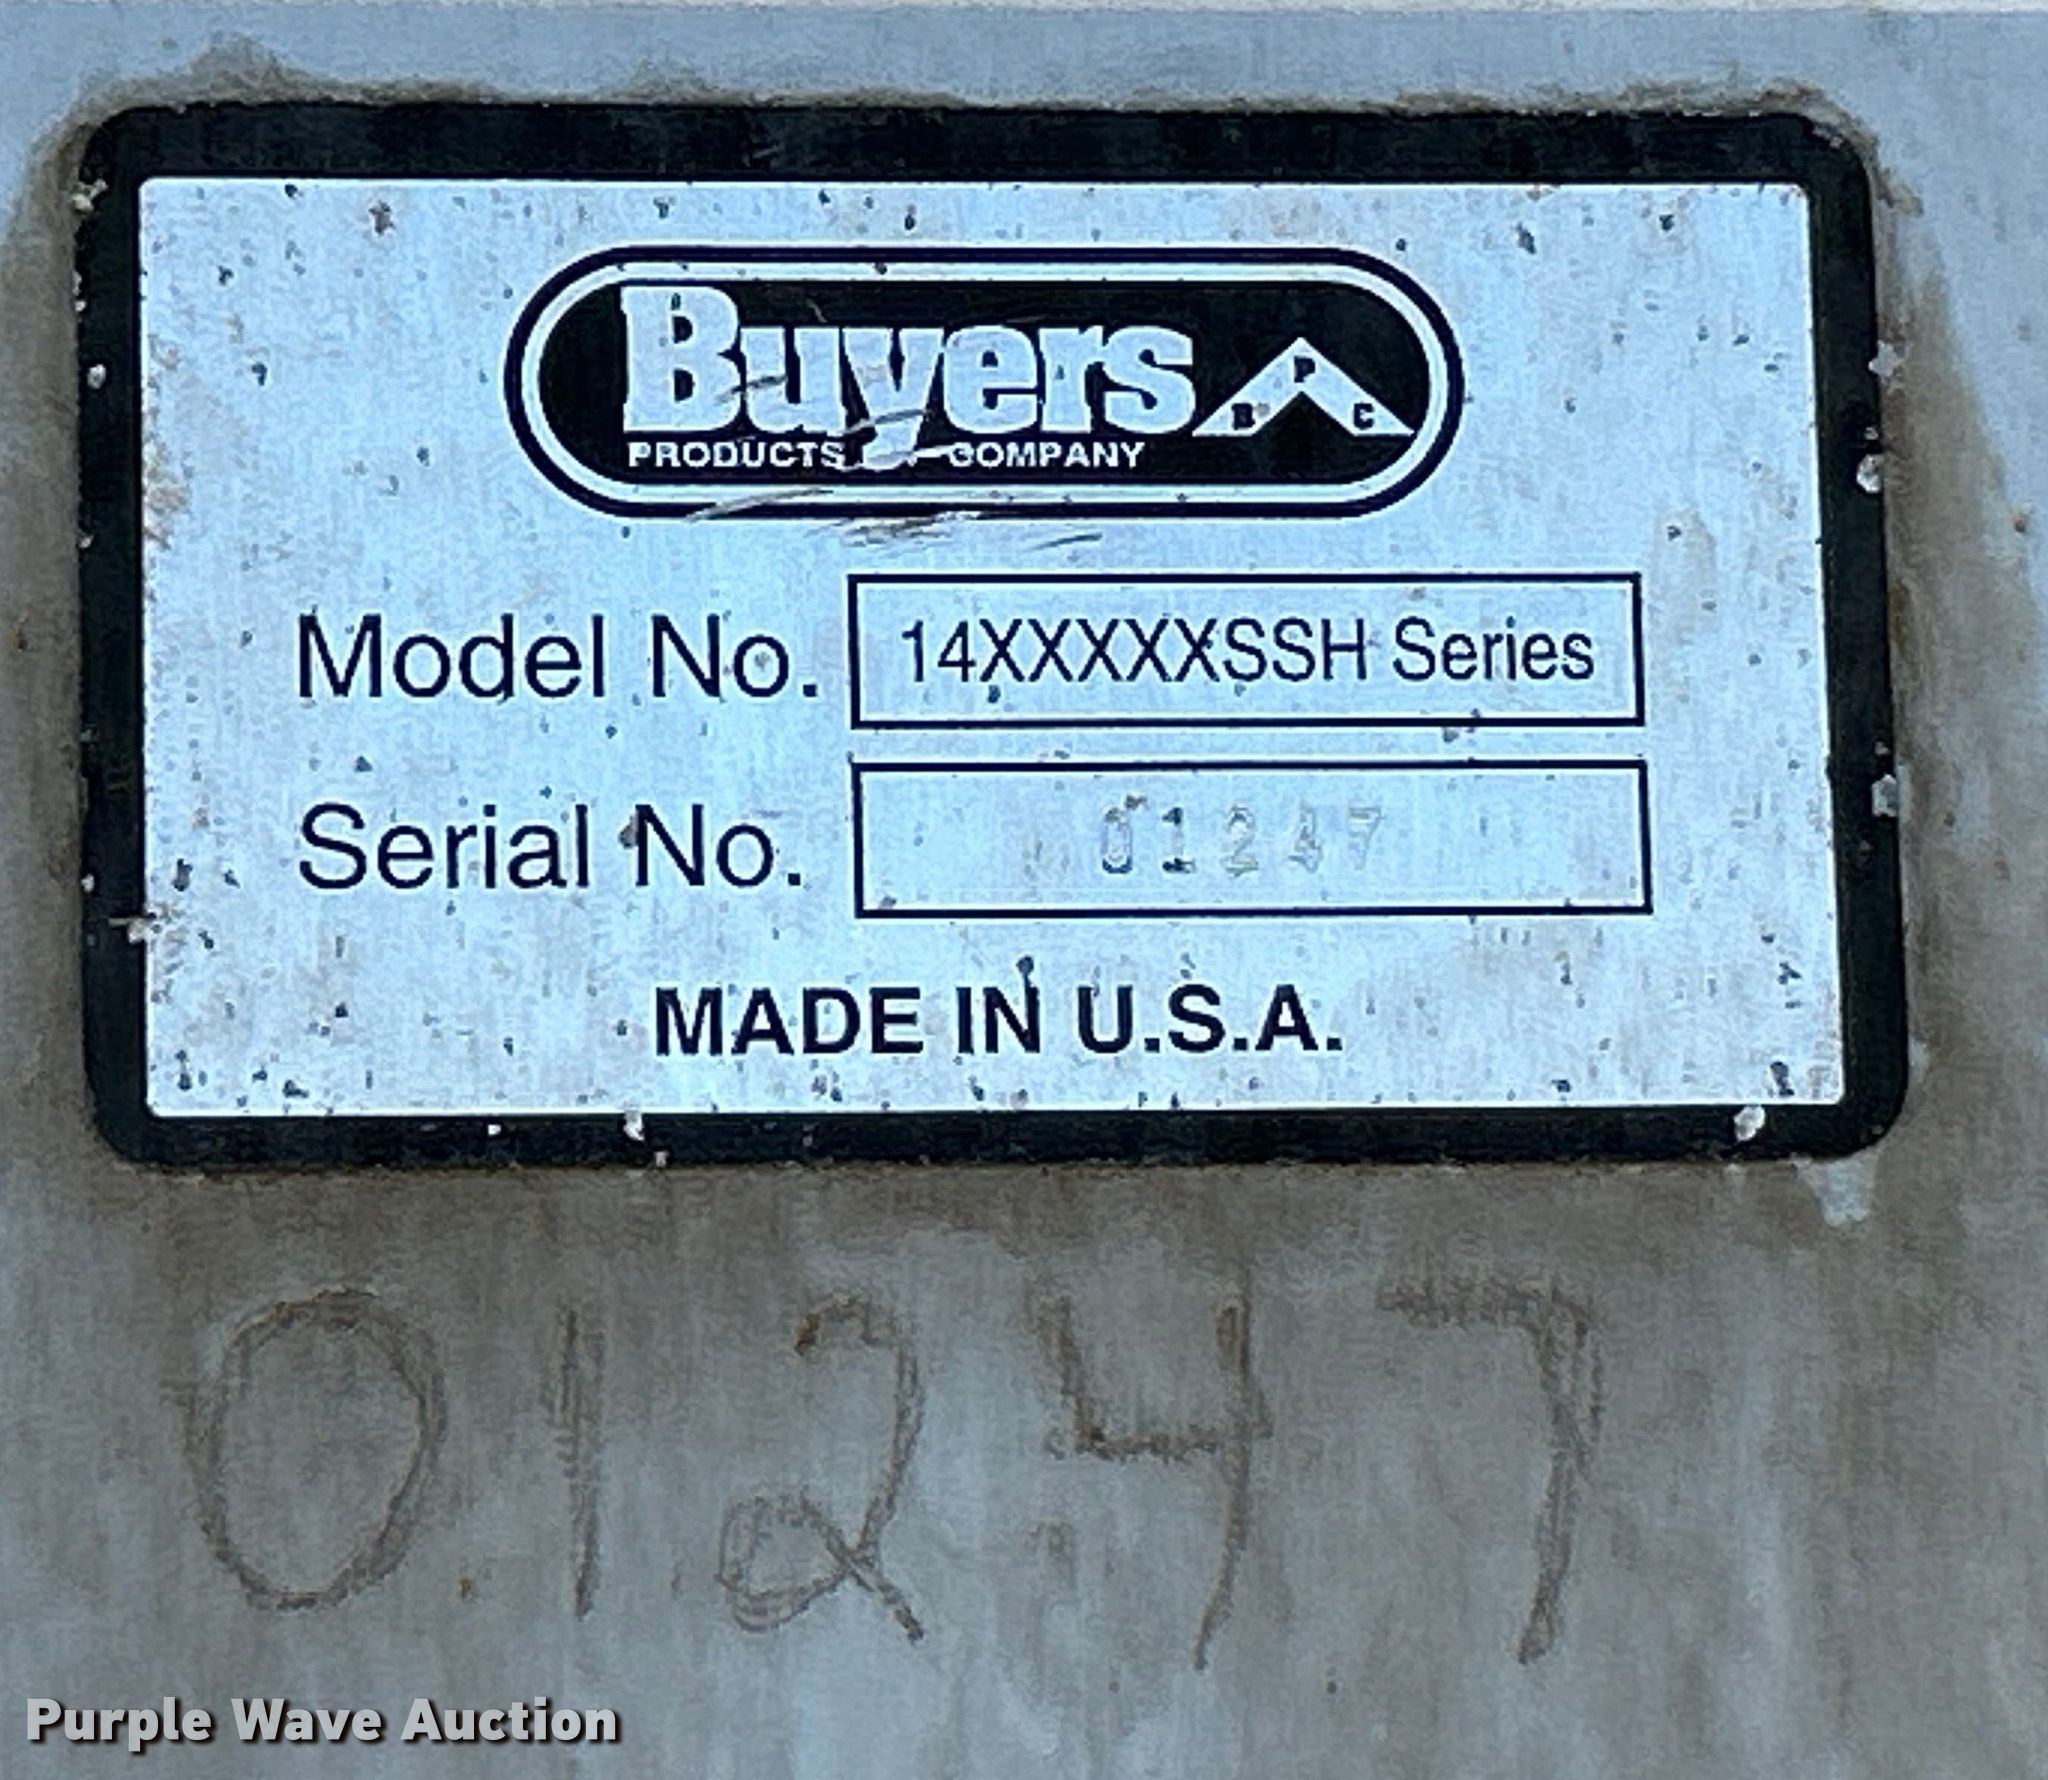 Buyers
PRODUCTS COMPANY
B P C
Model No. 14XXXXXSSH Series
Serial No. 01247
MADE IN U.S.A.
01247
Purple Wave Auction